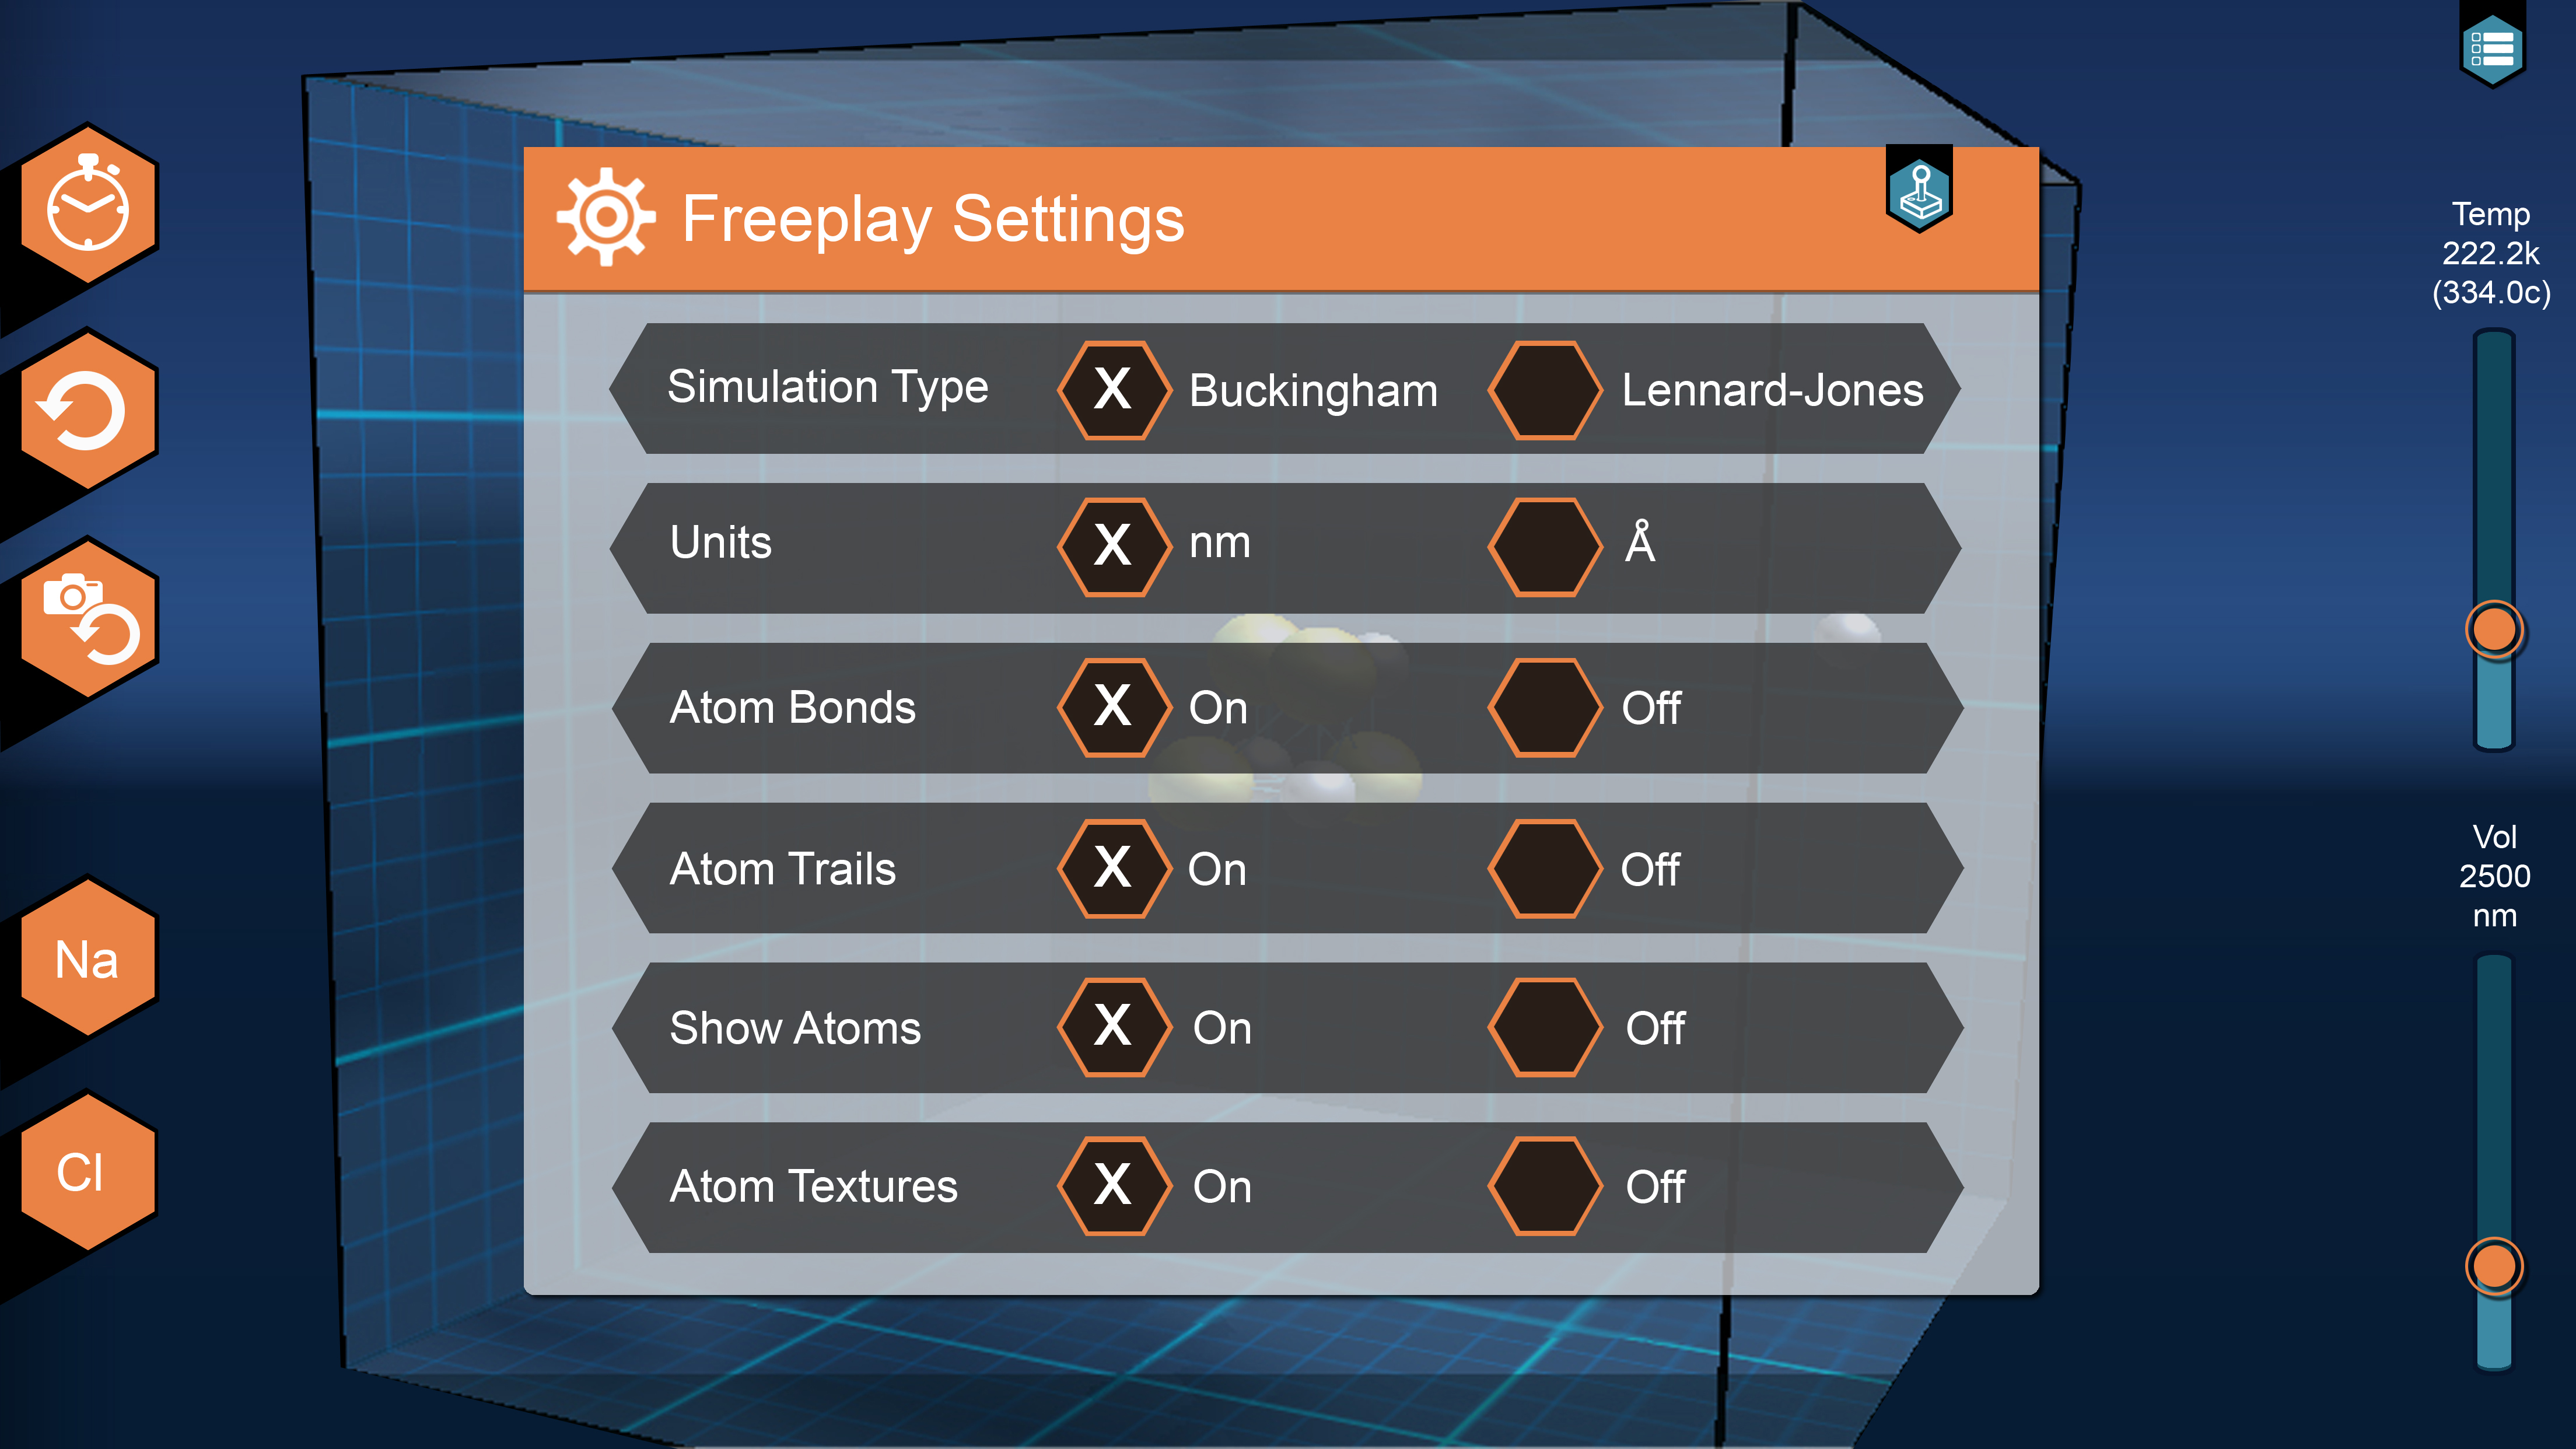 Freeplay Settings
Simulation Type X Buckingham Lennard-Jones
Units X nm Å
Atom Bonds X On Off
Atom Trails X On Off
Show Atoms X On Off
Atom Textures X On Off
Na
Cl
Temp
222.2k
(334.0c)
Vol
2500
nm